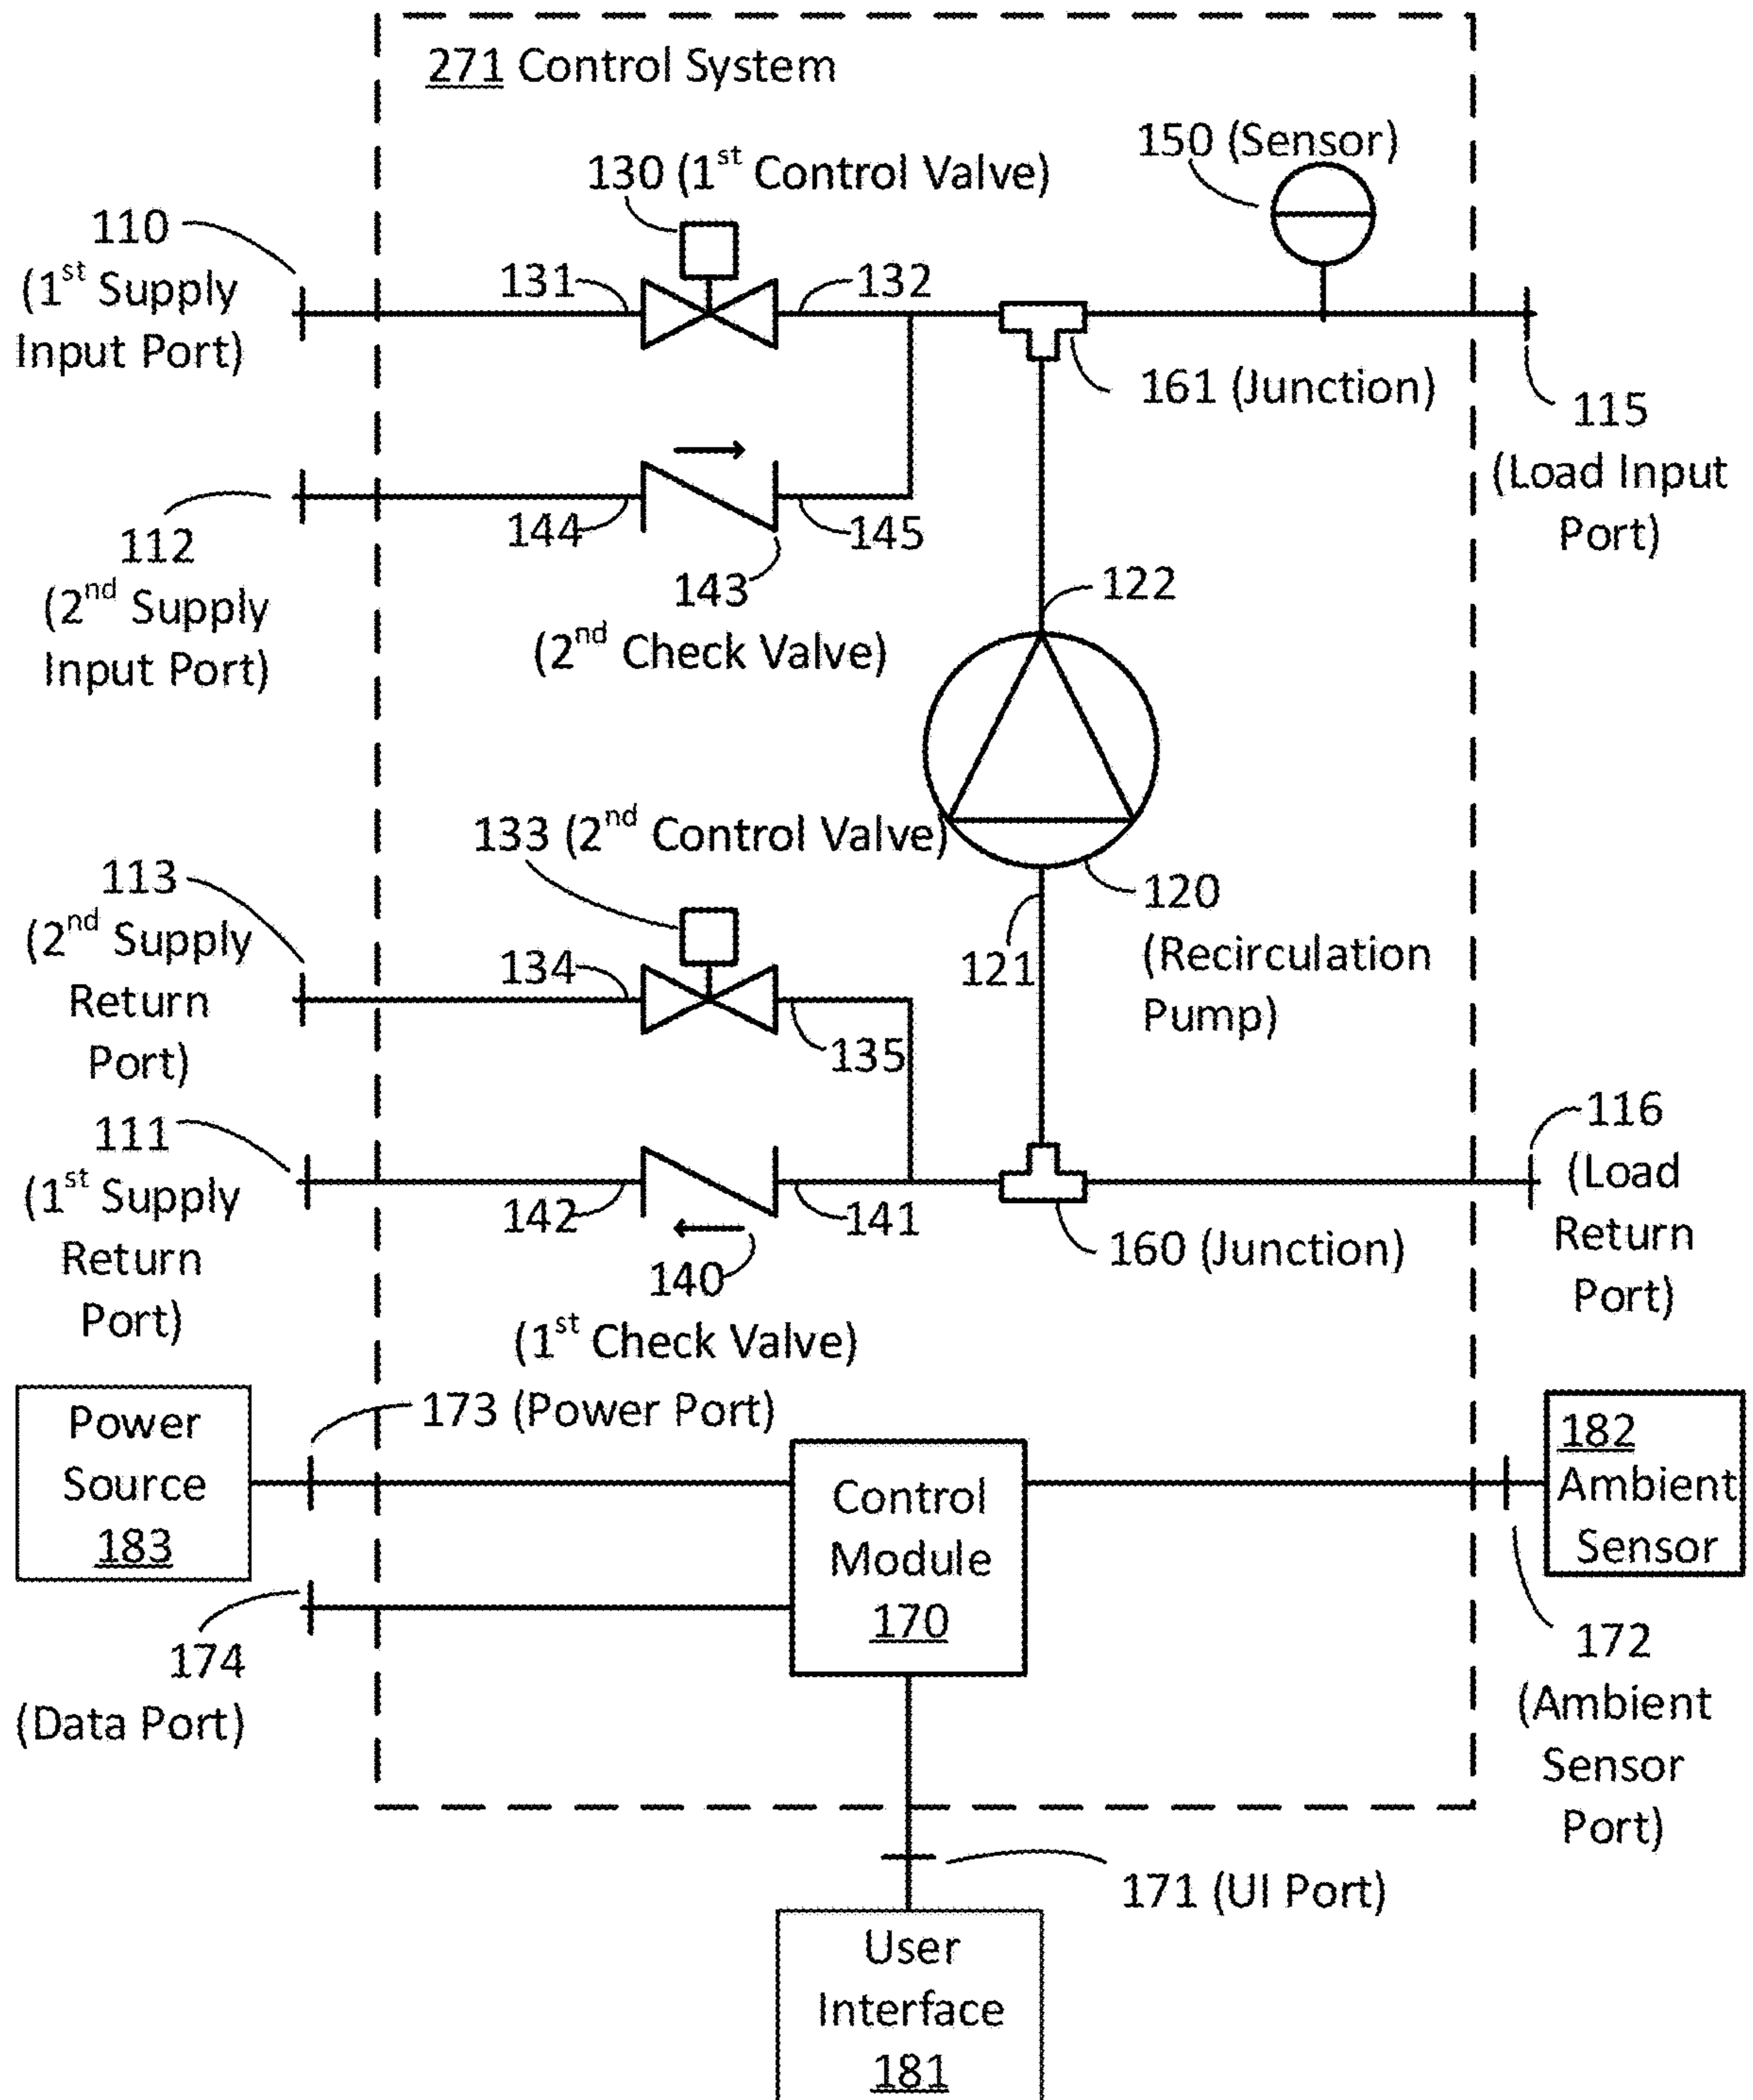 271 Control System
150 (Sensor)
130 (1st Control Valve)
110
(1st Supply
Input Port)
131
132
161 (Junction)
115
(Load Input
Port)
112
(2nd Supply
Input Port)
144
145
143
(2nd Check Valve)
122
133 (2nd Control Valve)
120
(Recirculation
Pump)
121
113
(2nd Supply
Return
Port)
134
135
111
(1st Supply
Return
Port)
142
141
140
(1st Check Valve)
160 (Junction)
116
(Load
Return
Port)
Power
Source
183
173 (Power Port)
Control
Module
170
182
Ambient
Sensor
174
(Data Port)
172
(Ambient
Sensor
Port)
171 (UI Port)
User
Interface
181